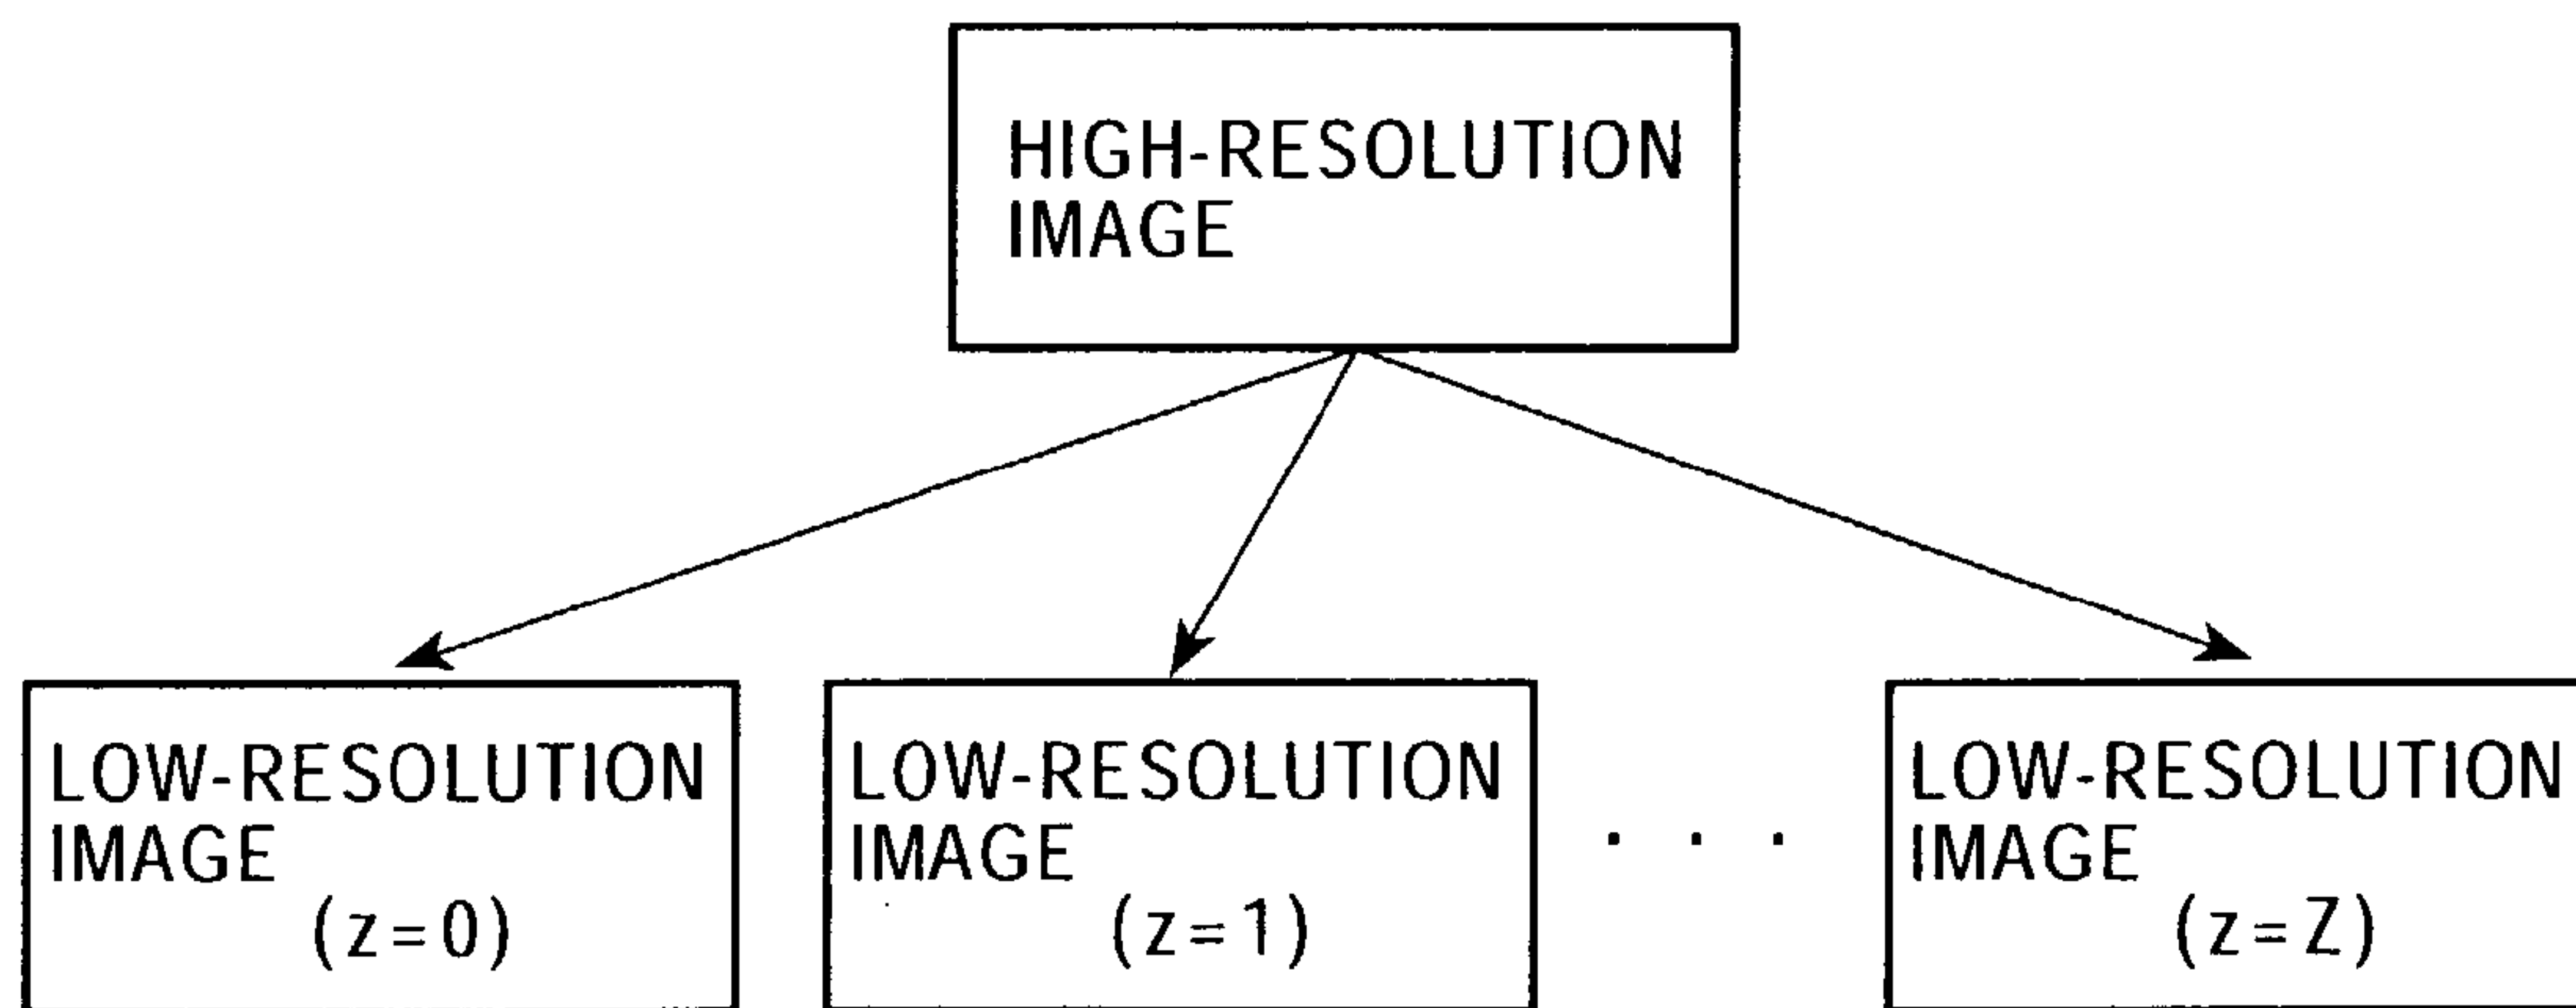 HIGH-RESOLUTION
IMAGE
LOW-RESOLUTION
IMAGE
(z=0)
LOW-RESOLUTION
IMAGE
(z=1)
. . .
LOW-RESOLUTION
IMAGE
(z=Z)